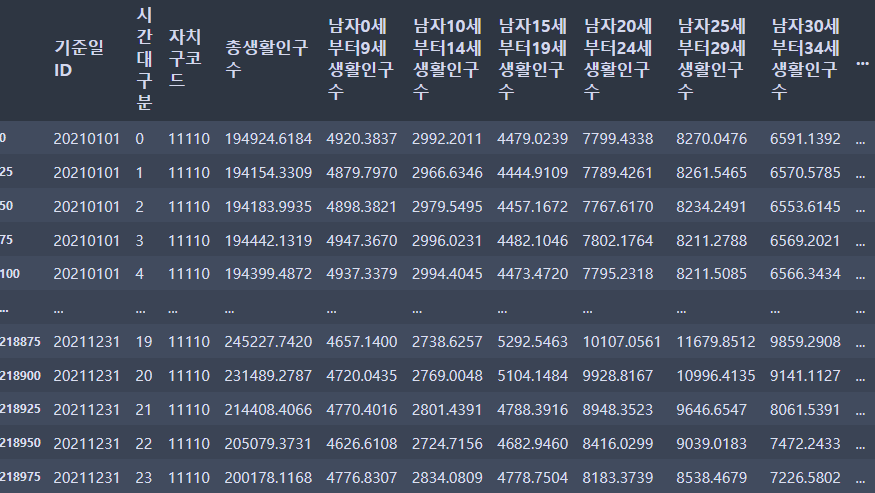 기준일ID 시간대구분 자치구코드 총생활인구수 남자0세부터9세생활인구수 남자10세부터14세생활인구수 남자15세부터19세생활인구수 남자20세부터24세생활인구수 남자25세부터29세생활인구수 남자30세부터34세생활인구수 ...
0 20210101 0 11110 194924.6184 4920.3837 2992.2011 4479.0239 7799.4338 8270.0476 6591.1392 ...
25 20210101 1 11110 194154.3309 4879.7970 2966.6346 4444.9109 7789.4261 8261.5465 6570.5785 ...
50 20210101 2 11110 194183.9935 4898.3821 2979.5495 4457.1672 7767.6170 8234.2491 6553.6145 ...
75 20210101 3 11110 194442.1319 4947.3670 2996.0231 4482.1046 7802.1764 8211.2788 6569.2021 ...
100 20210101 4 11110 194399.4872 4937.3379 2994.4045 4473.4720 7795.2318 8211.5085 6566.3434 ...
... ... ... ... ... ... ... ... ... ... ... ...
218875 20211231 19 11110 245227.7420 4657.1400 2738.6257 5292.5463 10107.0561 11679.8512 9859.2908 ...
218900 20211231 20 11110 231489.2787 4720.0435 2769.0048 5104.1484 9928.8167 10996.4135 9141.1127 ...
218925 20211231 21 11110 214408.4066 4770.4016 2801.4391 4788.3916 8948.3523 9646.6547 8061.5391 ...
218950 20211231 22 11110 205079.3731 4626.6108 2724.7156 4682.9460 8416.0299 9039.0183 7472.2433 ...
218975 20211231 23 11110 200178.1168 4776.8307 2834.0809 4778.7504 8183.3739 8538.4679 7226.5802 ...